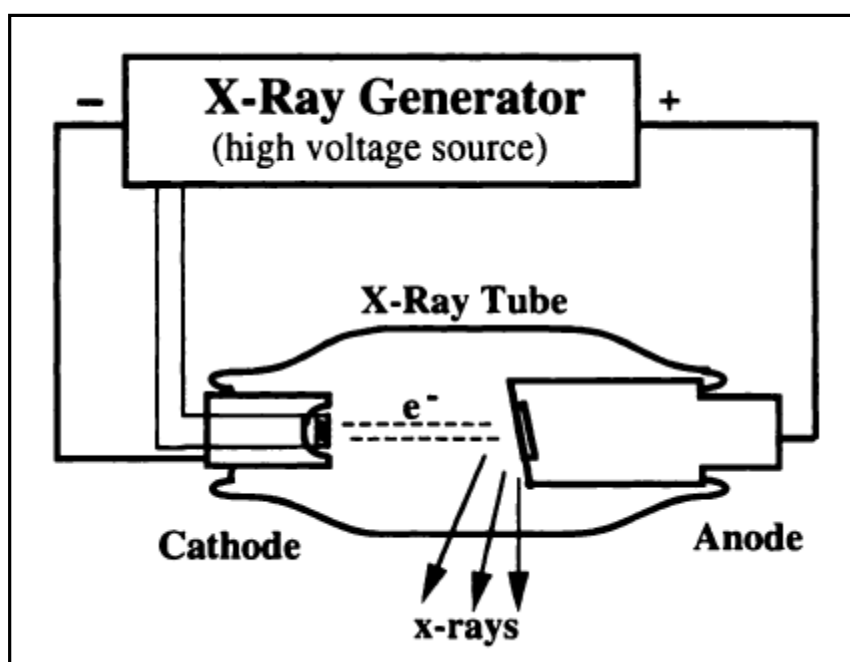 − X-Ray Generator +
(high voltage source)
X-Ray Tube
e-
Cathode
Anode
x-rays